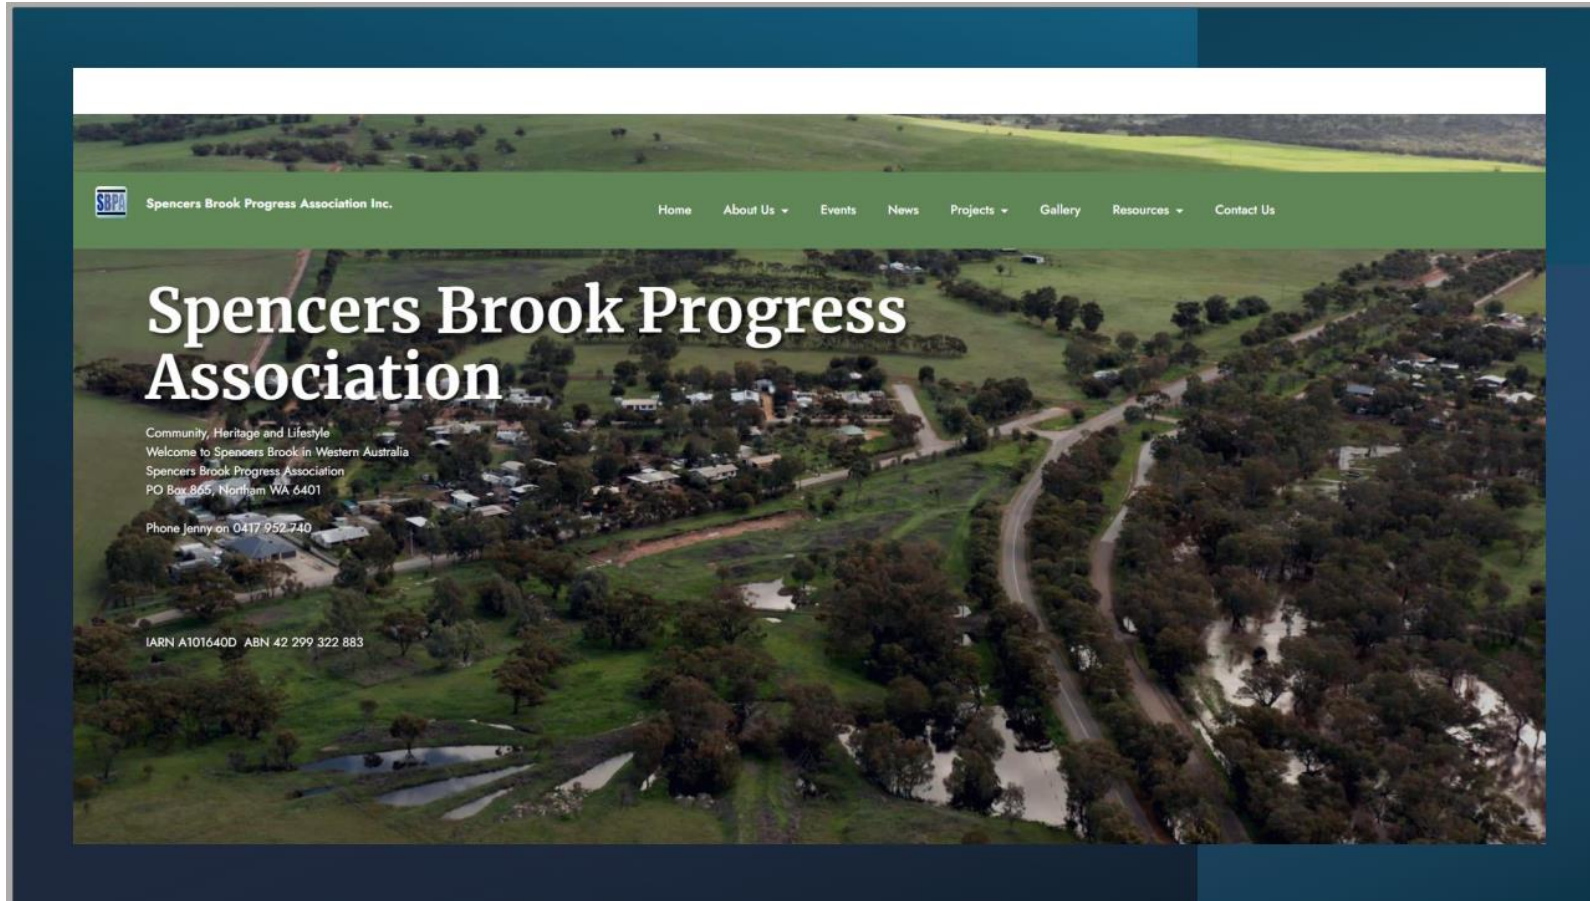 SBPA
Spencers Brook Progress Association Inc.
Home About Us Events News Projects Gallery Resources Contact Us
Spencers Brook Progress
Association
Community, Heritage and Lifestyle
Welcome to Spencers Brook in Western Australia
Spencers Brook Progress Association
PO Box 865, Northam WA 6401
Phone Jenny on 0417 952 740
IARN A101640D ABN 42 299 322 883